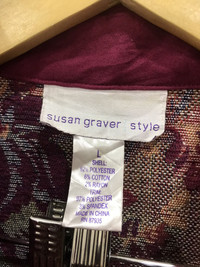 susan graver style
L
SHELL
POLYESTER
COTTON
RAYON
TRIM
POLYESTER
SPANDEX
MADE IN CHINA